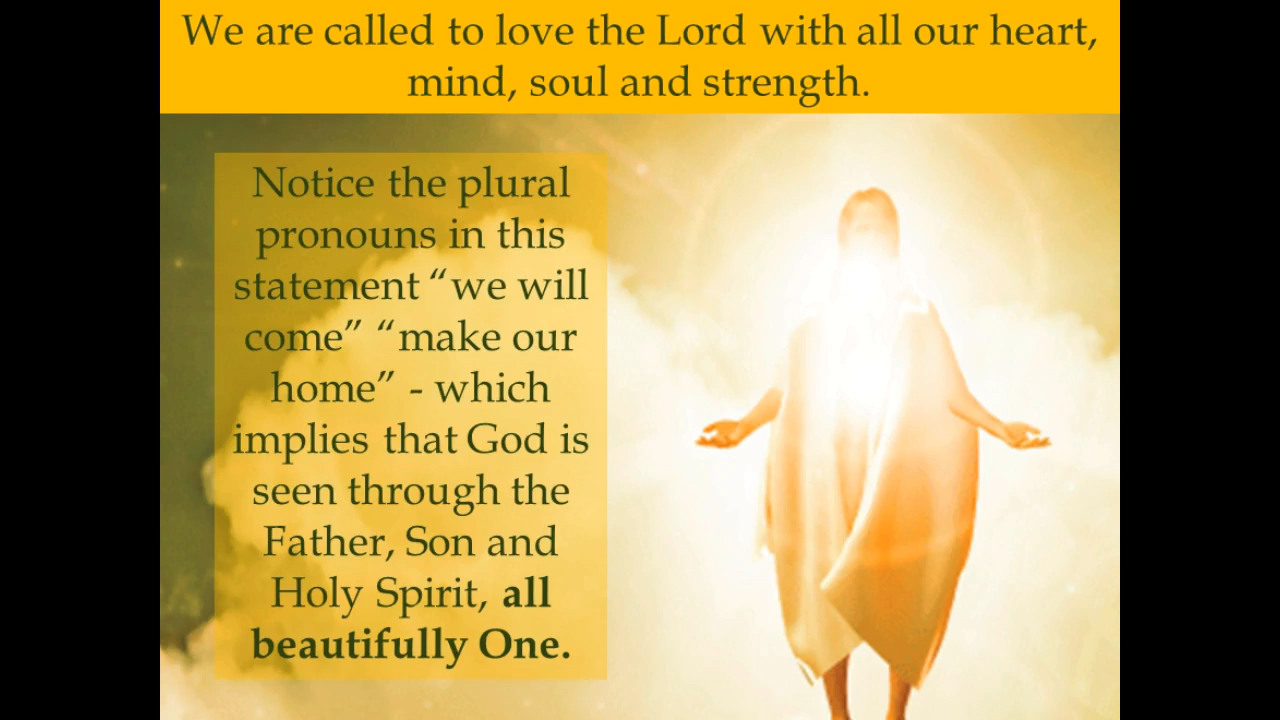 We are called to love the Lord with all our heart,
mind, soul and strength.
Notice the plural
pronouns in this
statement “we will
come” “make our
home” - which
implies that God is
seen through the
Father, Son and
Holy Spirit, all
beautifully One.